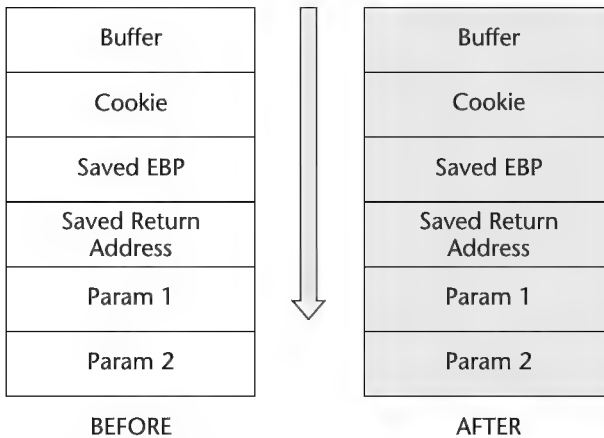 Buffer
Cookie
Saved EBP
Saved Return
Address
Param 1
Param 2
BEFORE
Buffer
Cookie
Saved EBP
Saved Return
Address
Param 1
Param 2
AFTER